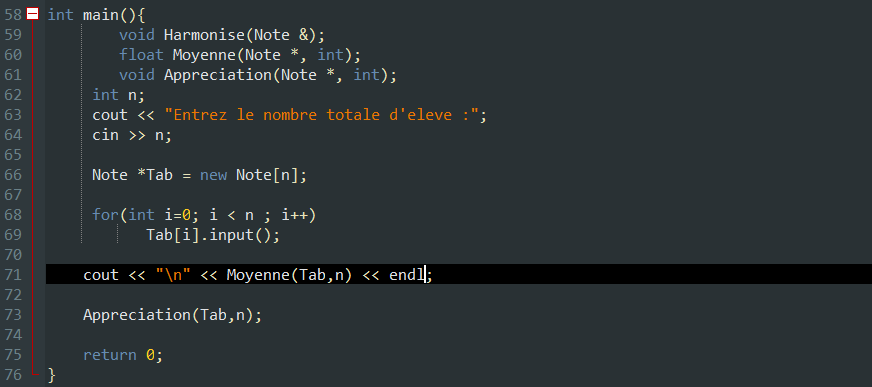 58 int main(){
59 void Harmonise(Note &);
60 float Moyenne(Note *, int);
61 void Appreciation(Note *, int);
62 int n;
63 cout << "Entrez le nombre totale d'eleve :";
64 cin >> n;
65
66 Note *Tab = new Note[n];
67
68 for(int i=0; i < n ; i++)
69 Tab[i].input();
70
71 cout << "\n" << Moyenne(Tab,n) << endl;
72
73 Appreciation(Tab,n);
74
75 return 0;
76 }